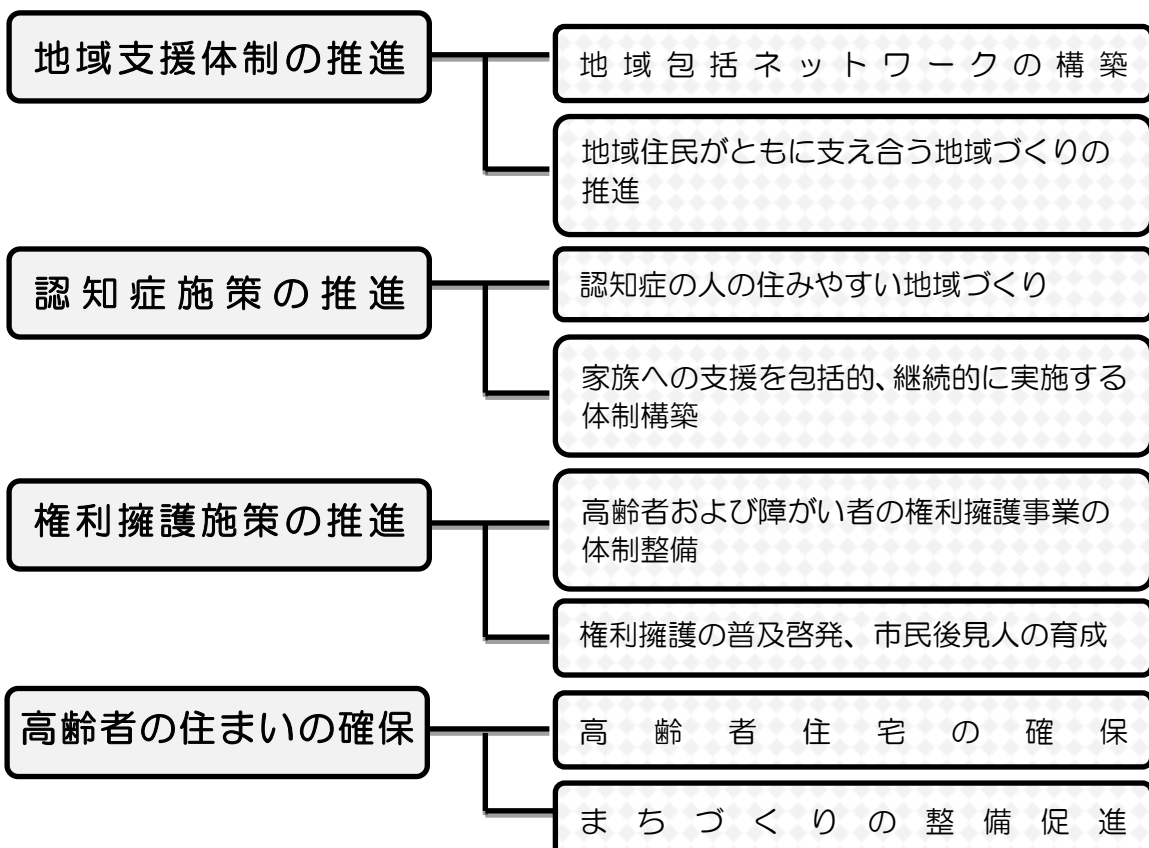 地域支援体制の推進
地域包括ネットワークの構築
地域住民がともに支え合う地域づくりの
推進
認知症施策の推進
認知症の人の住みやすい地域づくり
家族への支援を包括的、継続的に実施する
体制構築
権利擁護施策の推進
高齢者および障がい者の権利擁護事業の
体制整備
権利擁護の普及啓発、市民後見人の育成
高齢者の住まいの確保
高齢者住宅の確保
まちづくりの整備促進